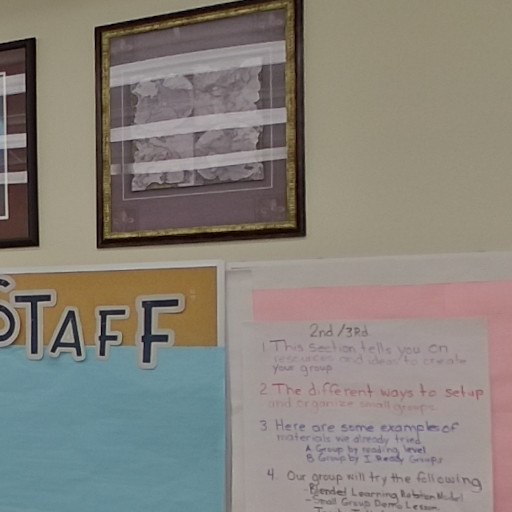 STAFF
2nd/3Rd
1. This section tells you on
resources and ideas to create
your group
2. The different ways to setup
and organize small groups.
3. Here are some examples of
materials we already tried
A. Group by reading level
B. Group by I Ready Groups
4. Our group will try the following
- Blended Learning Rotation Model
- Small Group Demo Lesson